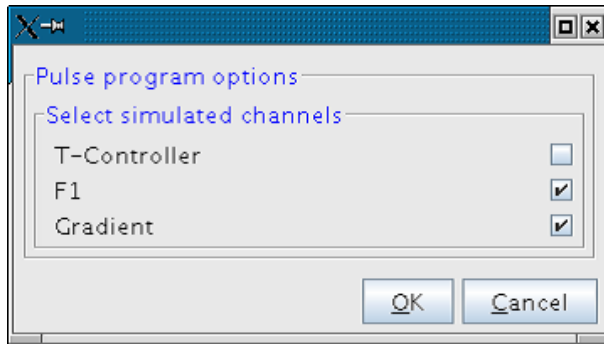 Pulse program options
Select simulated channels
T-Controller
F1
Gradient
OK Cancel